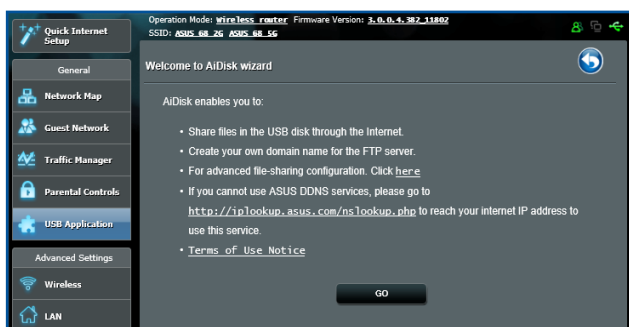 Quick Internet
Setup
General
Network Map
Guest Network
Traffic Manager
Parental Controls
USB Application
Advanced Settings
Wireless
LAN
Operation Mode: Wireless router Firmware Version: 3.0.0.4.382_11802
SSID: ASUS_68_2G ASUS_68_5G
Welcome to AiDisk wizard
AiDisk enables you to:
• Share files in the USB disk through the Internet.
• Create your own domain name for the FTP server.
• For advanced file-sharing configuration. Click here
• If you cannot use ASUS DDNS services, please go to
http://iplookup.asus.com/nslookup.php to reach your internet IP address to
use this service.
• Terms of Use Notice
GO